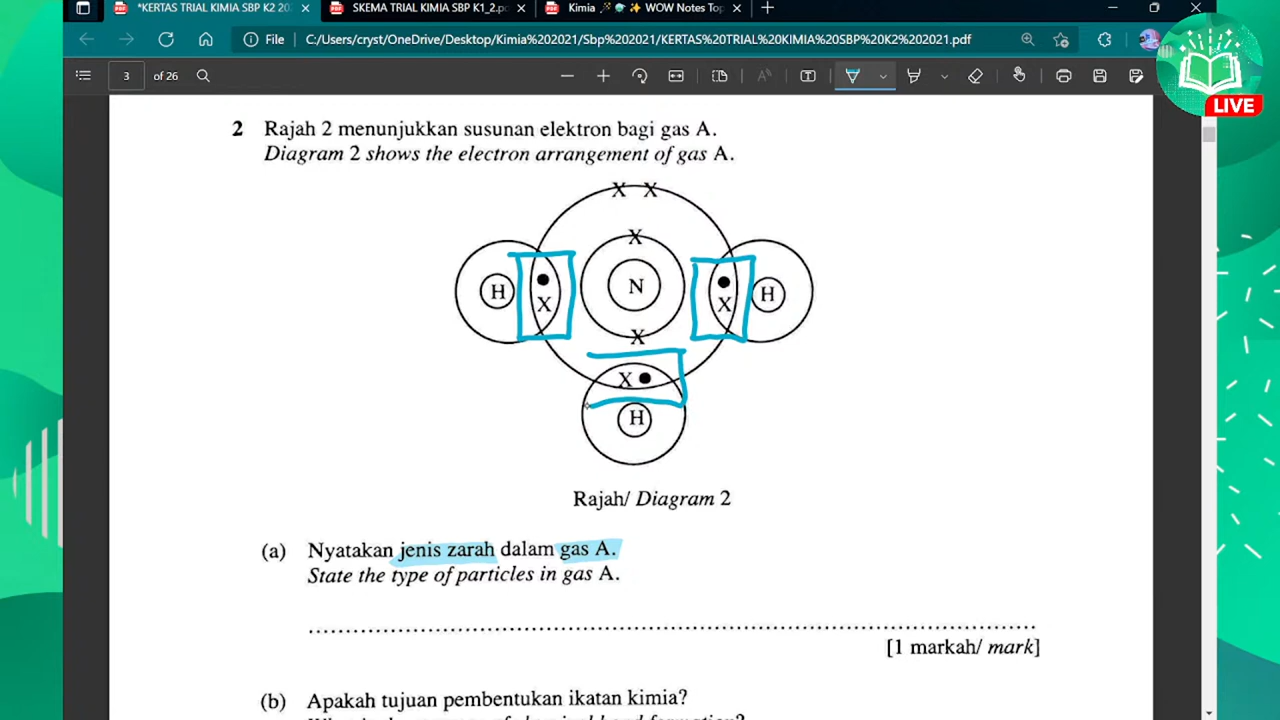 *KERTAS TRIAL KIMIA SBP K2 202
SKEMA TRIAL KIMIA SBP K1_2.po
Kimia 🪄 🎓 ✨ WOW Notes Top
File
C:/Users/cryst/OneDrive/Desktop/Kimia%202021/Sbp%202021/KERTAS%20TRIAL%20KIMIA%20SBP%20K2%202021.pdf
3 of 26
LIVE
2 Rajah 2 menunjukkan susunan elektron bagi gas A.
Diagram 2 shows the electron arrangement of gas A.
X X
X
H X N X H
X
X
H
Rajah/ Diagram 2
(a) Nyatakan jenis zarah dalam gas A.
State the type of particles in gas A.
[1 markah/ mark]
(b) Apakah tujuan pembentukan ikatan kimia?